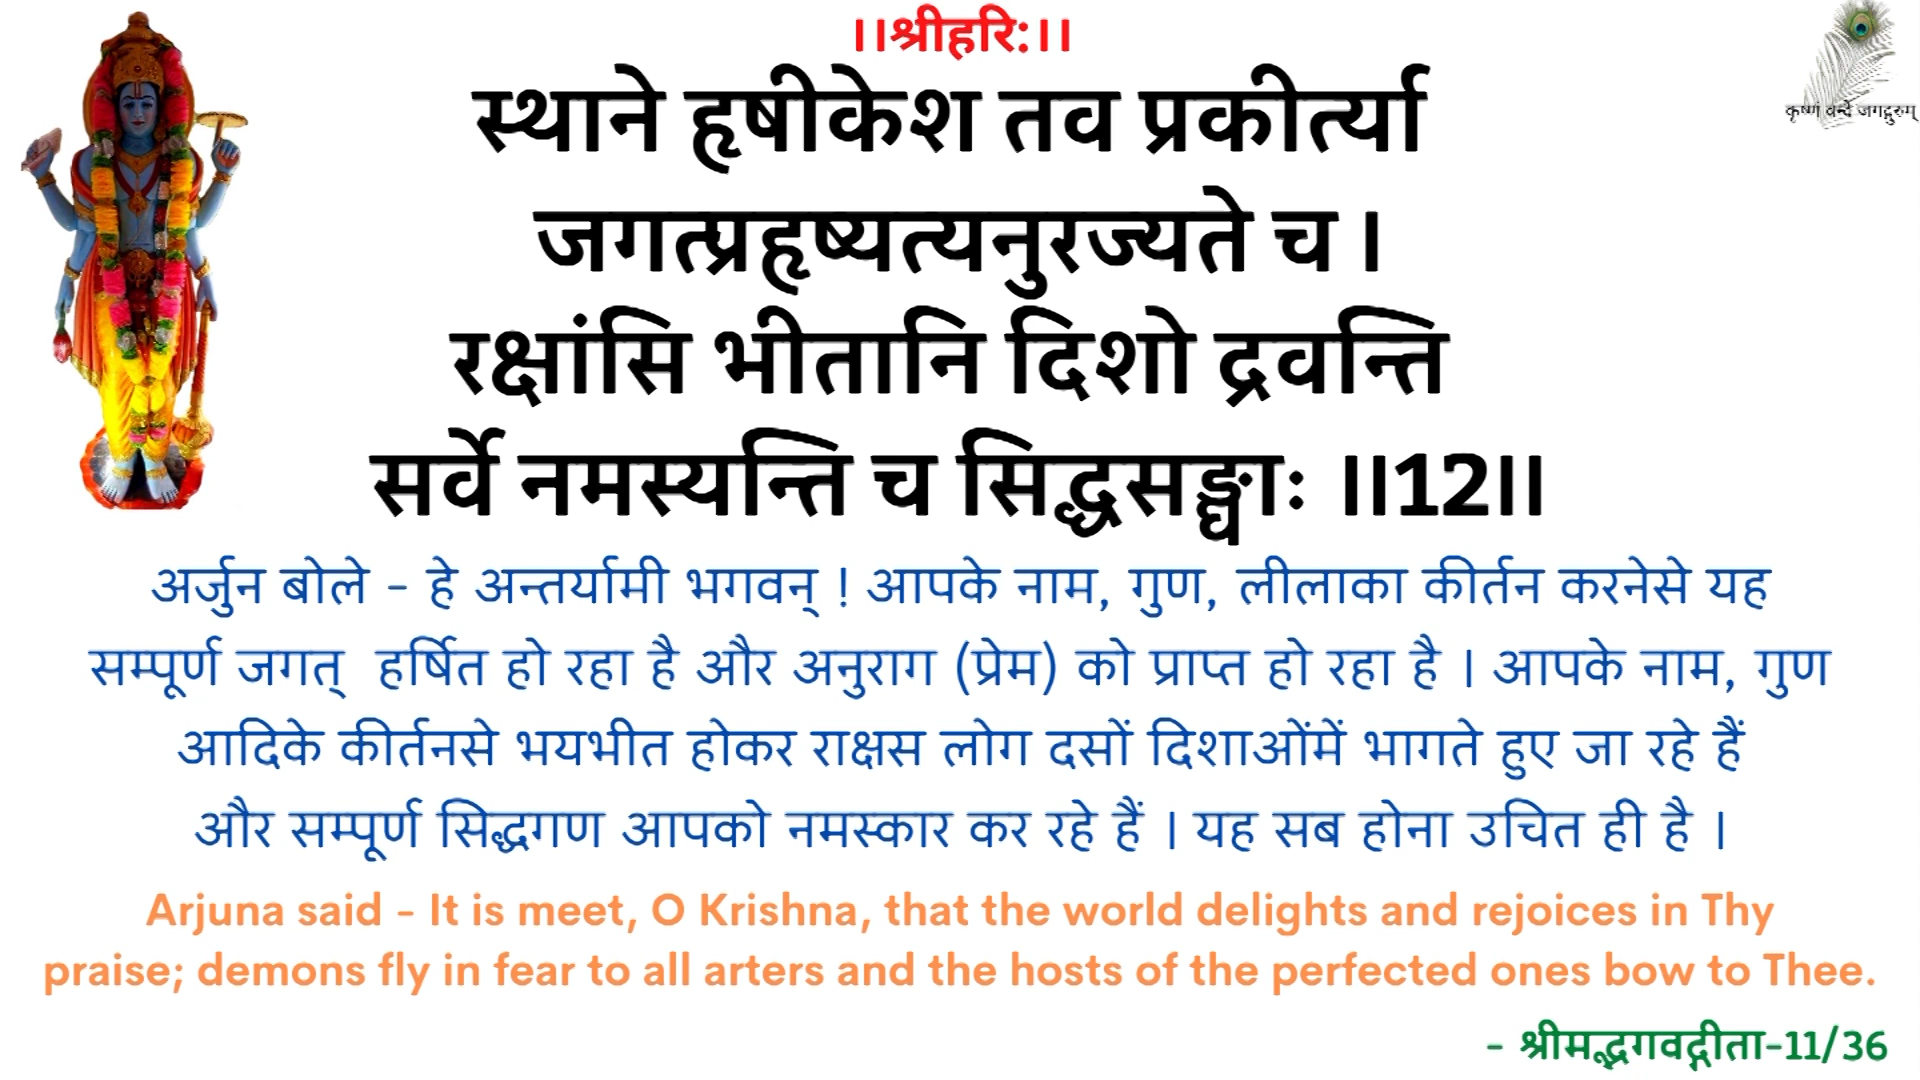 ।।श्रीहरि:।।
कृष्णं वन्दे जगद्गुरुम्
स्थाने हृषीकेश तव प्रकीर्त्या
जगत्प्रहृष्यत्यनुरज्यते च ।
रक्षांसि भीतानि दिशो द्रवन्ति
सर्वे नमस्यन्ति च सिद्धसङ्घाः ।।12।।
अर्जुन बोले - हे अन्तर्यामी भगवन् ! आपके नाम, गुण, लीलाका कीर्तन करनेसे यह
सम्पूर्ण जगत् हर्षित हो रहा है और अनुराग (प्रेम) को प्राप्त हो रहा है । आपके नाम, गुण
आदिके कीर्तनसे भयभीत होकर राक्षस लोग दसों दिशाओंमें भागते हुए जा रहे हैं
और सम्पूर्ण सिद्धगण आपको नमस्कार कर रहे हैं । यह सब होना उचित ही है ।
Arjuna said - It is meet, O Krishna, that the world delights and rejoices in Thy
praise; demons fly in fear to all arters and the hosts of the perfected ones bow to Thee.
- श्रीमद्भगवद्गीता-11/36